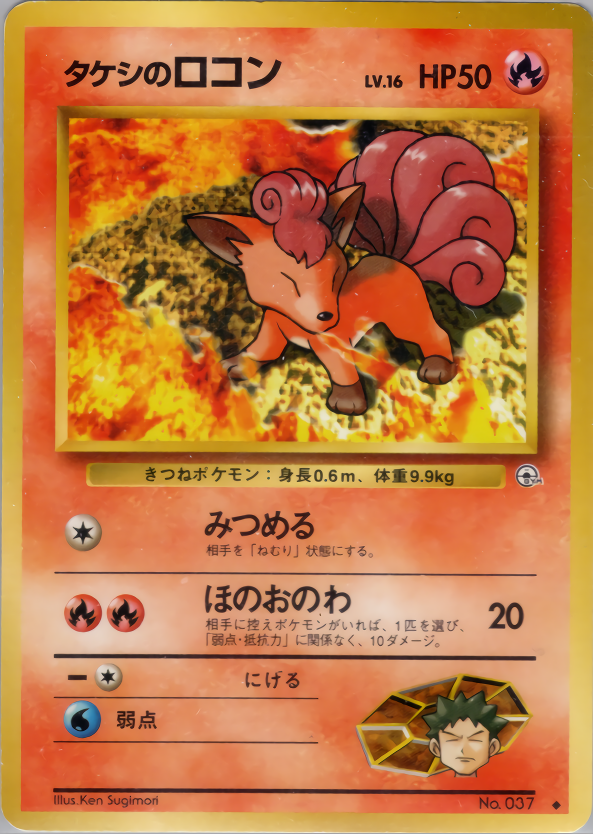 タケシのロコン LV.16 HP50
きつねポケモン：身長0.6m、体重9.9kg
GYM
みつめる
相手を「ねむり」状態にする。
ほのおのわ 20
相手に控えポケモンがいれば、1匹を選び、
「弱点・抵抗力」に関係なく、10ダメージ。
にげる
弱点
Illus.Ken Sugimori No. 037